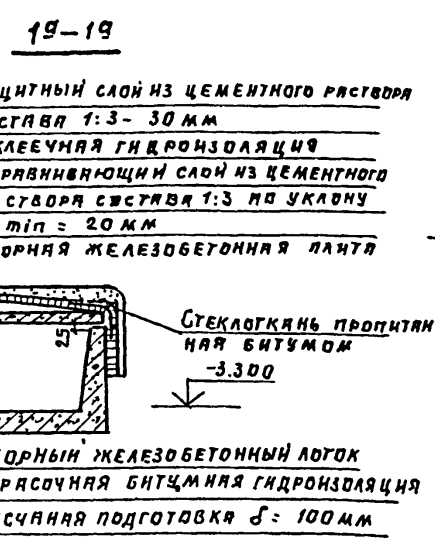 19-19
ЩИТНЫЙ СЛОЙ ИЗ ЦЕМЕНТНОГО РАСТВОРА
СТАВА 1:3 - 30 ММ
КЛЕЕЧНАЯ ГИДРОИЗОЛЯЦИЯ
РАВНИВАЮЩИЙ СЛОЙ ИЗ ЦЕМЕНТНОГО
СТВОРА СОСТАВА 1:3 ПО УКЛОНУ
min = 20 ММ
ОРНАЯ ЖЕЛЕЗОБЕТОННАЯ ПЛИТА
25
СТЕКЛОТКАНЬ ПРОПИТАН
НАЯ БИТУМОМ
-3.300
ОРНЫЙ ЖЕЛЕЗОБЕТОННЫЙ ЛОТОК
РАСОЧНАЯ БИТУМНАЯ ГИДРОИЗОЛЯЦИЯ
СЧАНАЯ ПОДГОТОВКА δ = 100 ММ